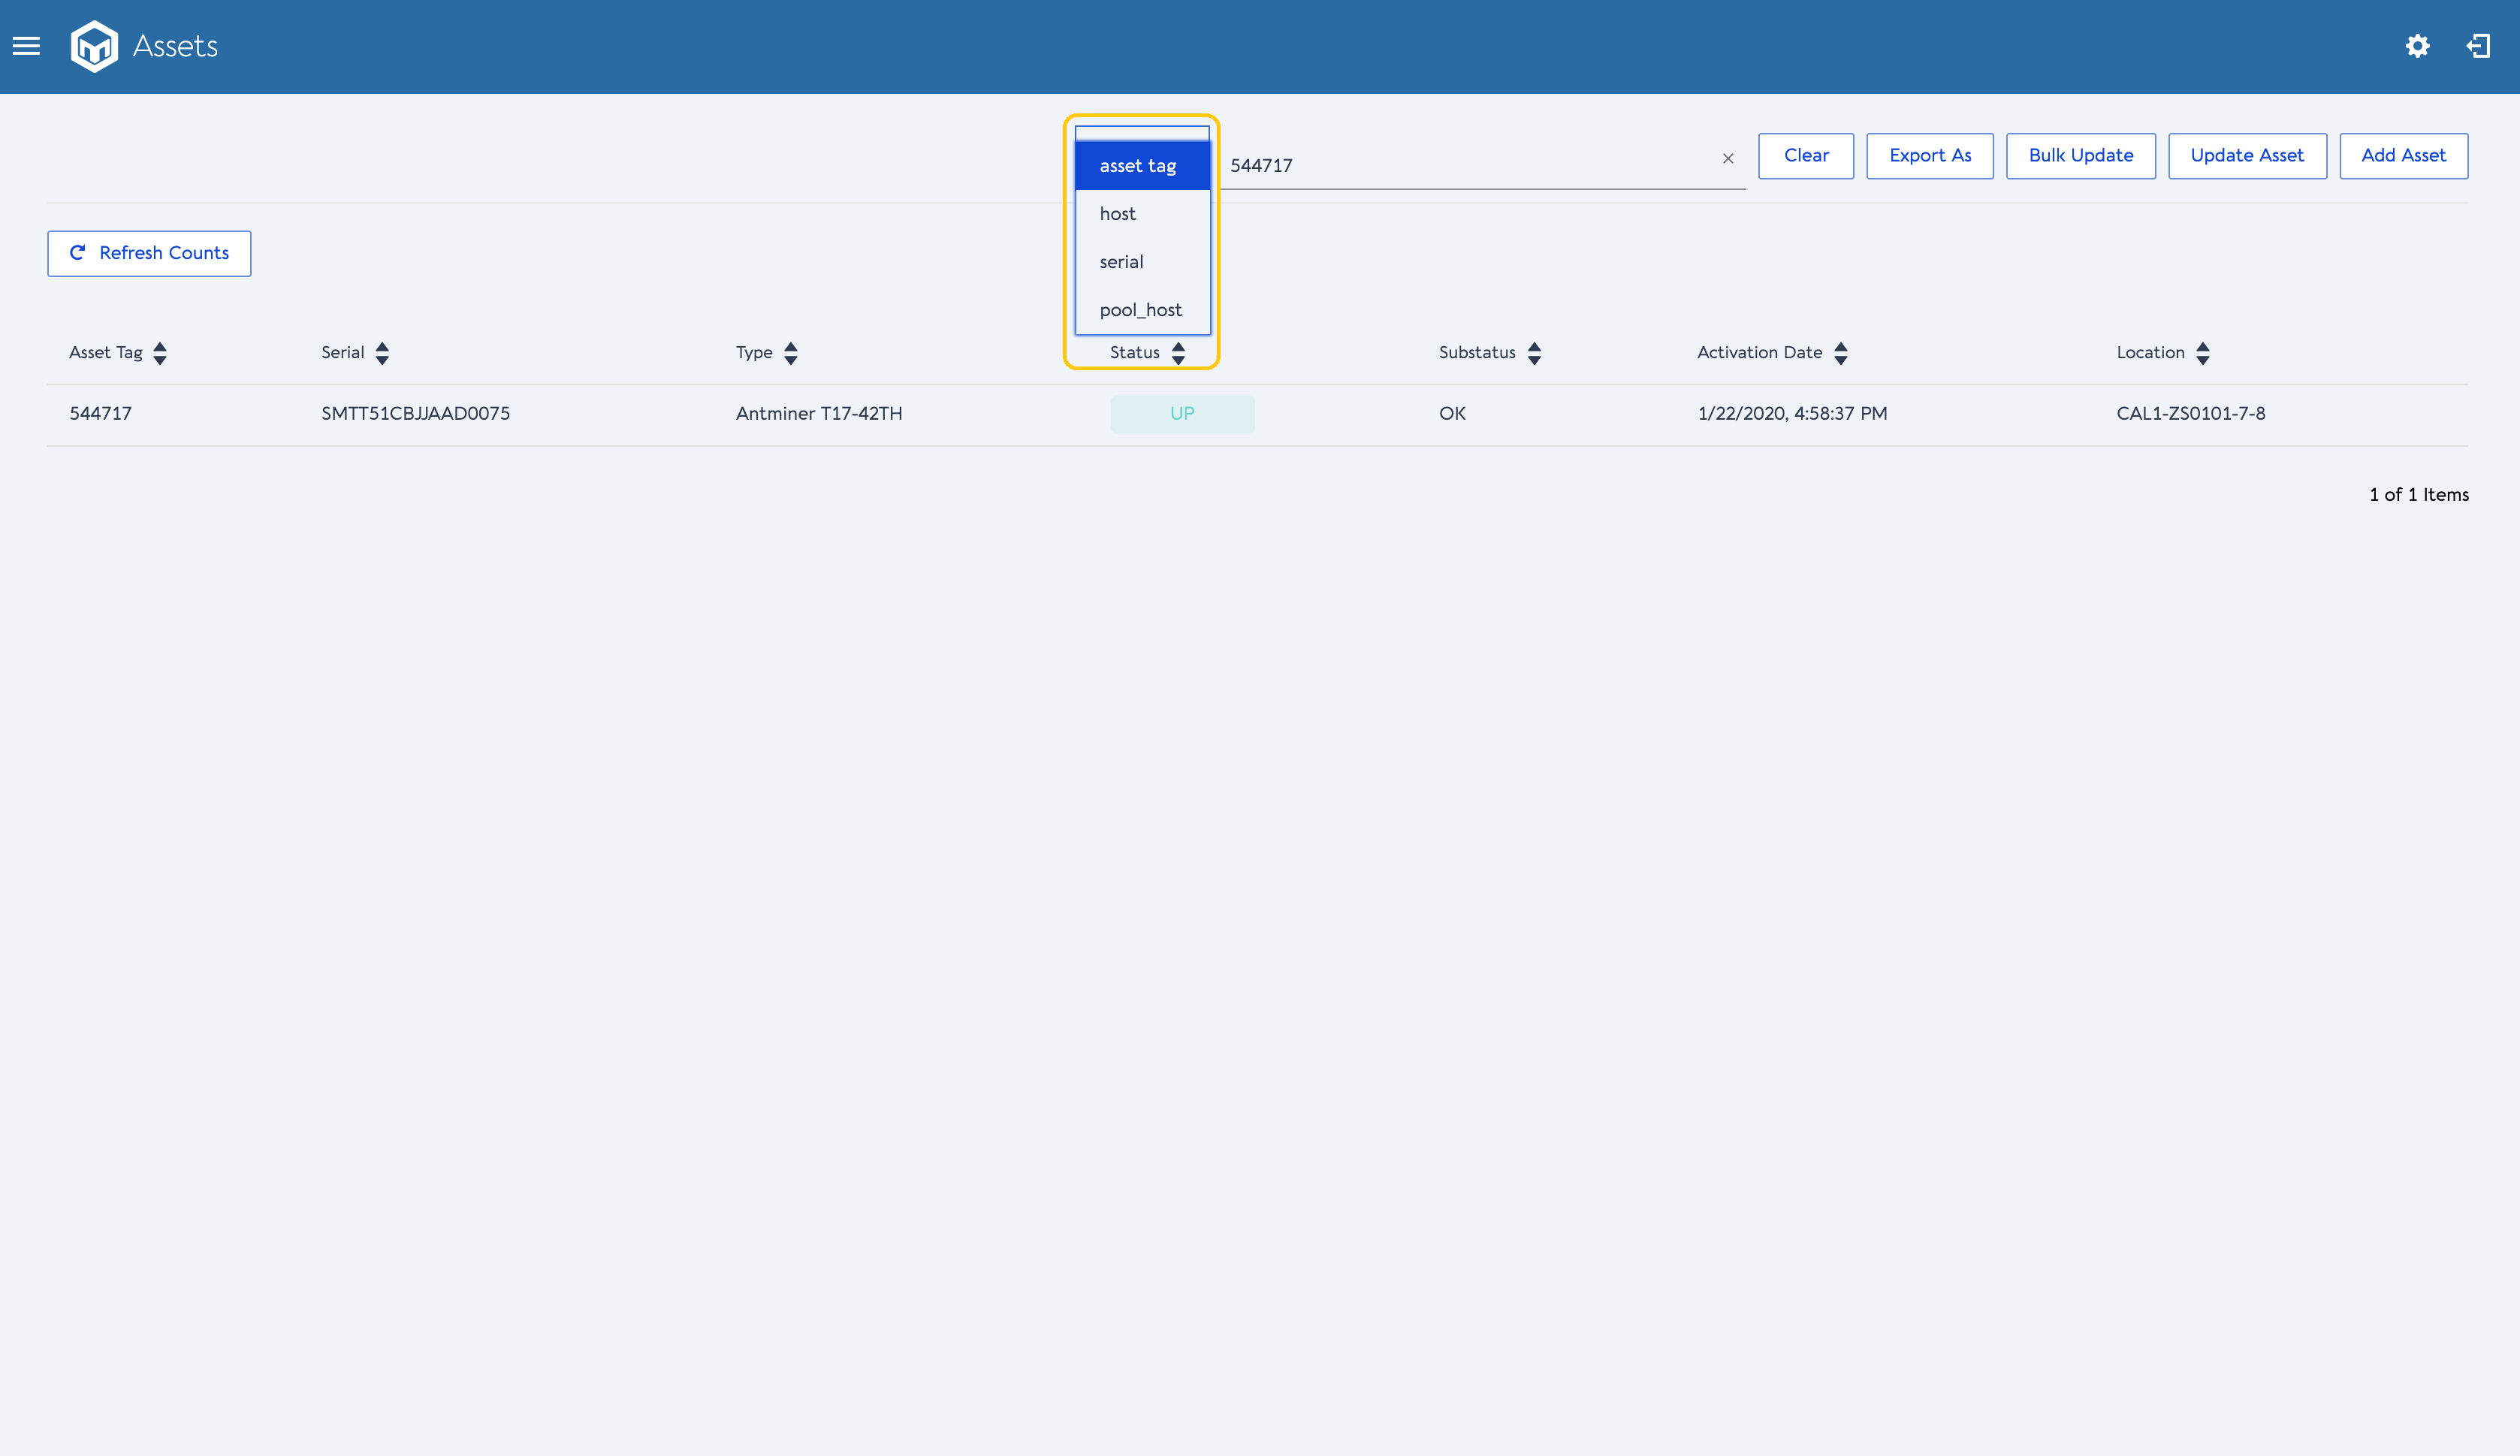 Assets
asset tag
544717
Clear
Export As
Bulk Update
Update Asset
Add Asset
host
serial
pool_host
Refresh Counts
Asset Tag Serial Type Status Substatus Activation Date Location
544717 SMTT51CBJJAAD0075 Antminer T17-42TH UP OK 1/22/2020, 4:58:37 PM CAL1-ZS0101-7-8
1 of 1 Items